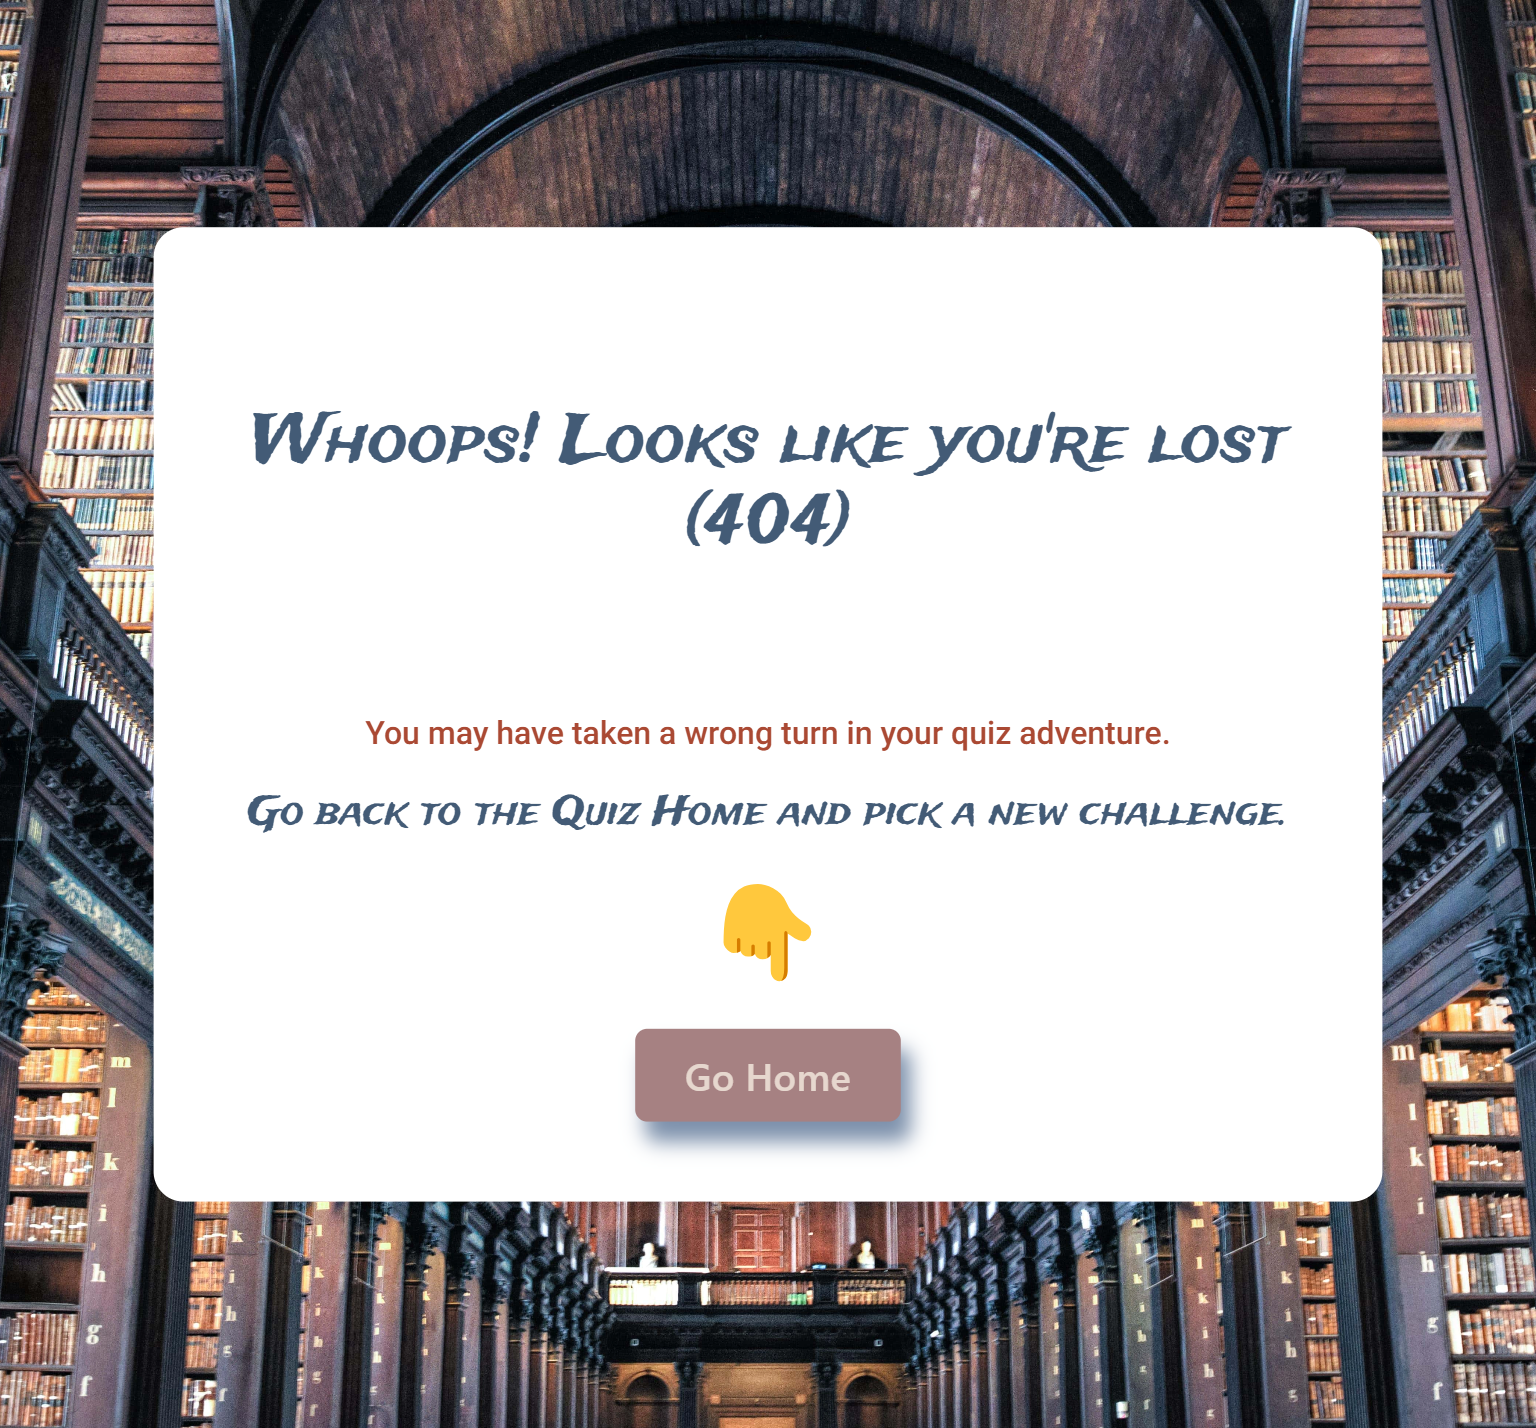 Whoops! Looks like you're lost
(404)
You may have taken a wrong turn in your quiz adventure.
Go back to the Quiz Home and pick a new challenge.
Go Home
m
l
k
i
h
g
f
m
l
k
i
h
g
f